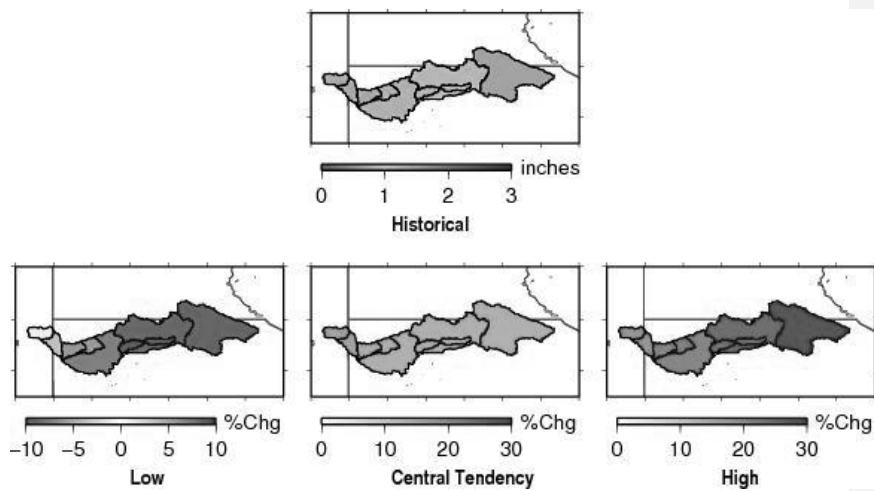 inches
0 1 2 3
Historical
%Chg
−10 −5 0 5 10
Low
%Chg
0 10 20 30
Central Tendency
%Chg
0 10 20 30
High